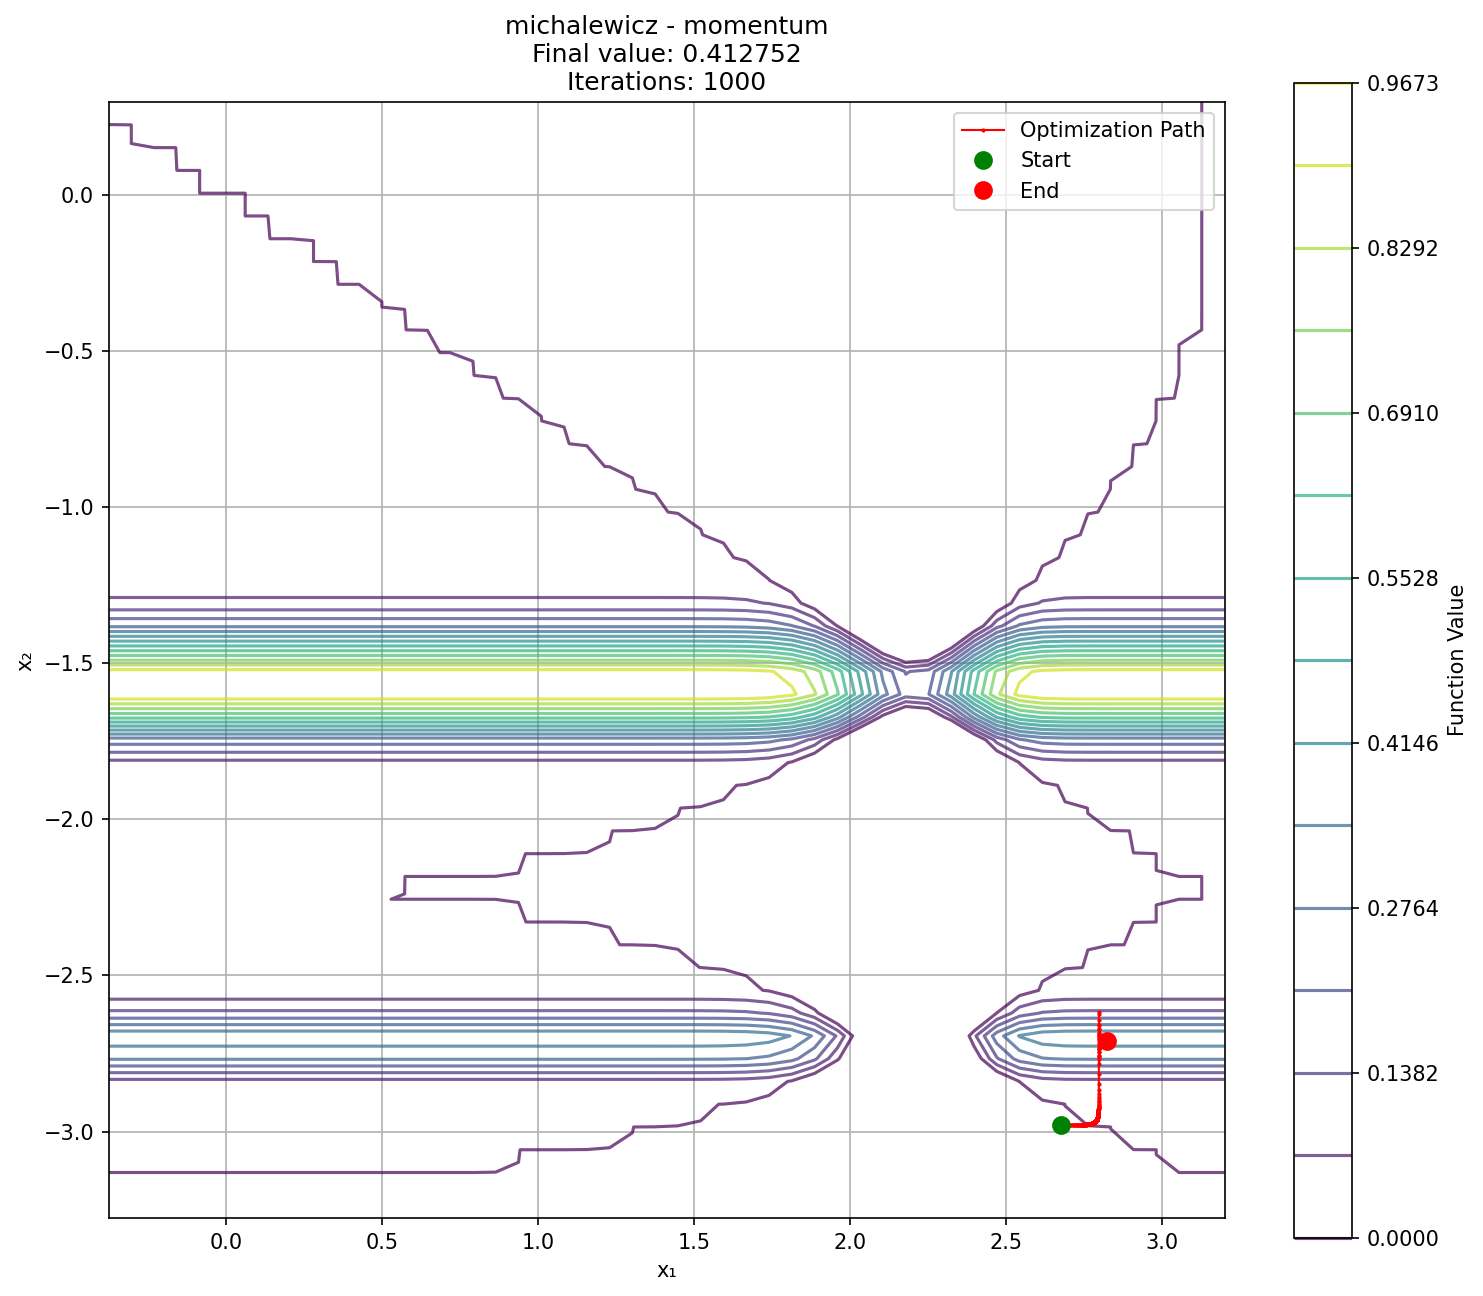 michalewicz - momentum
Final value: 0.412752
Iterations: 1000
Optimization Path
Start
End
0.0
−0.5
−1.0
−1.5
−2.0
−2.5
−3.0
x₂
0.0
0.5
1.0
1.5
2.0
2.5
3.0
x₁
0.9673
0.8292
0.6910
0.5528
0.4146
0.2764
0.1382
0.0000
Function Value